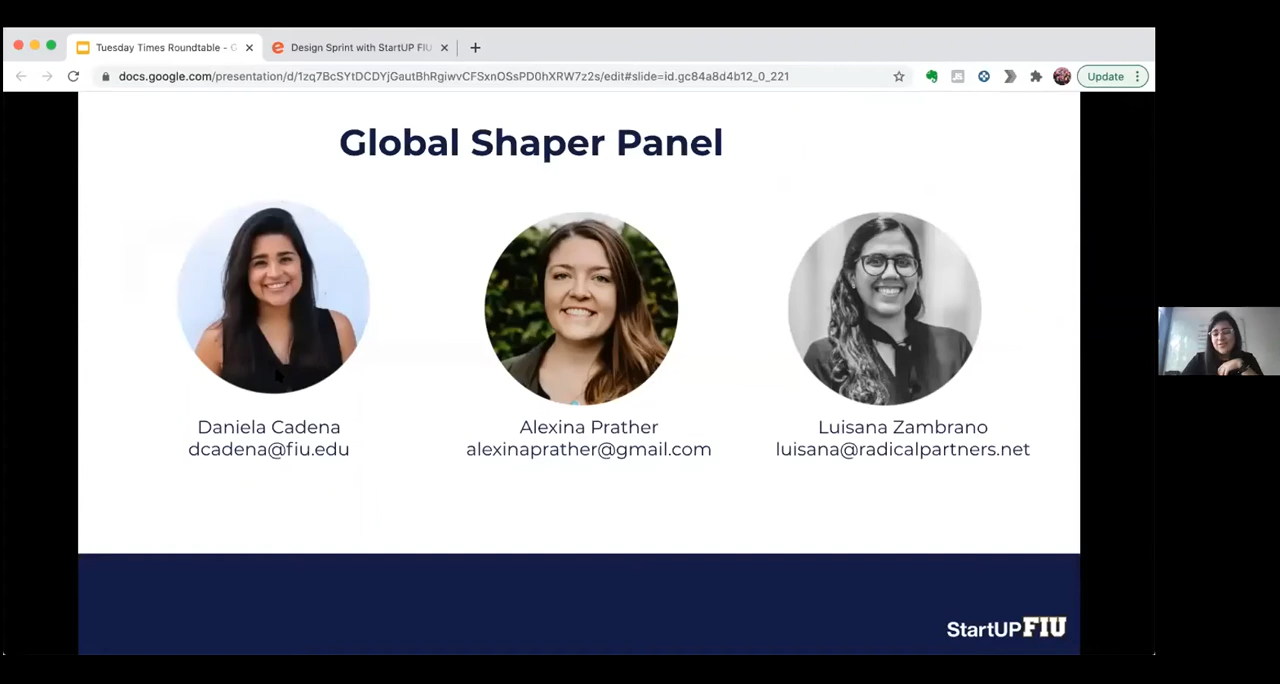 Tuesday Times Roundtable - G
Design Sprint with StartUP FIU
docs.google.com/presentation/d/1zq7BcSYtDCDYjGautBhRgiwvCFSxnOSsPD0hXRW7z2s/edit#slide=id.gc84a8d4b12_0_221
Update
Global Shaper Panel
Daniela Cadena
dcadena@fiu.edu
Alexina Prather
alexinaprather@gmail.com
Luisana Zambrano
luisana@radicalpartners.net
StartUP FIU